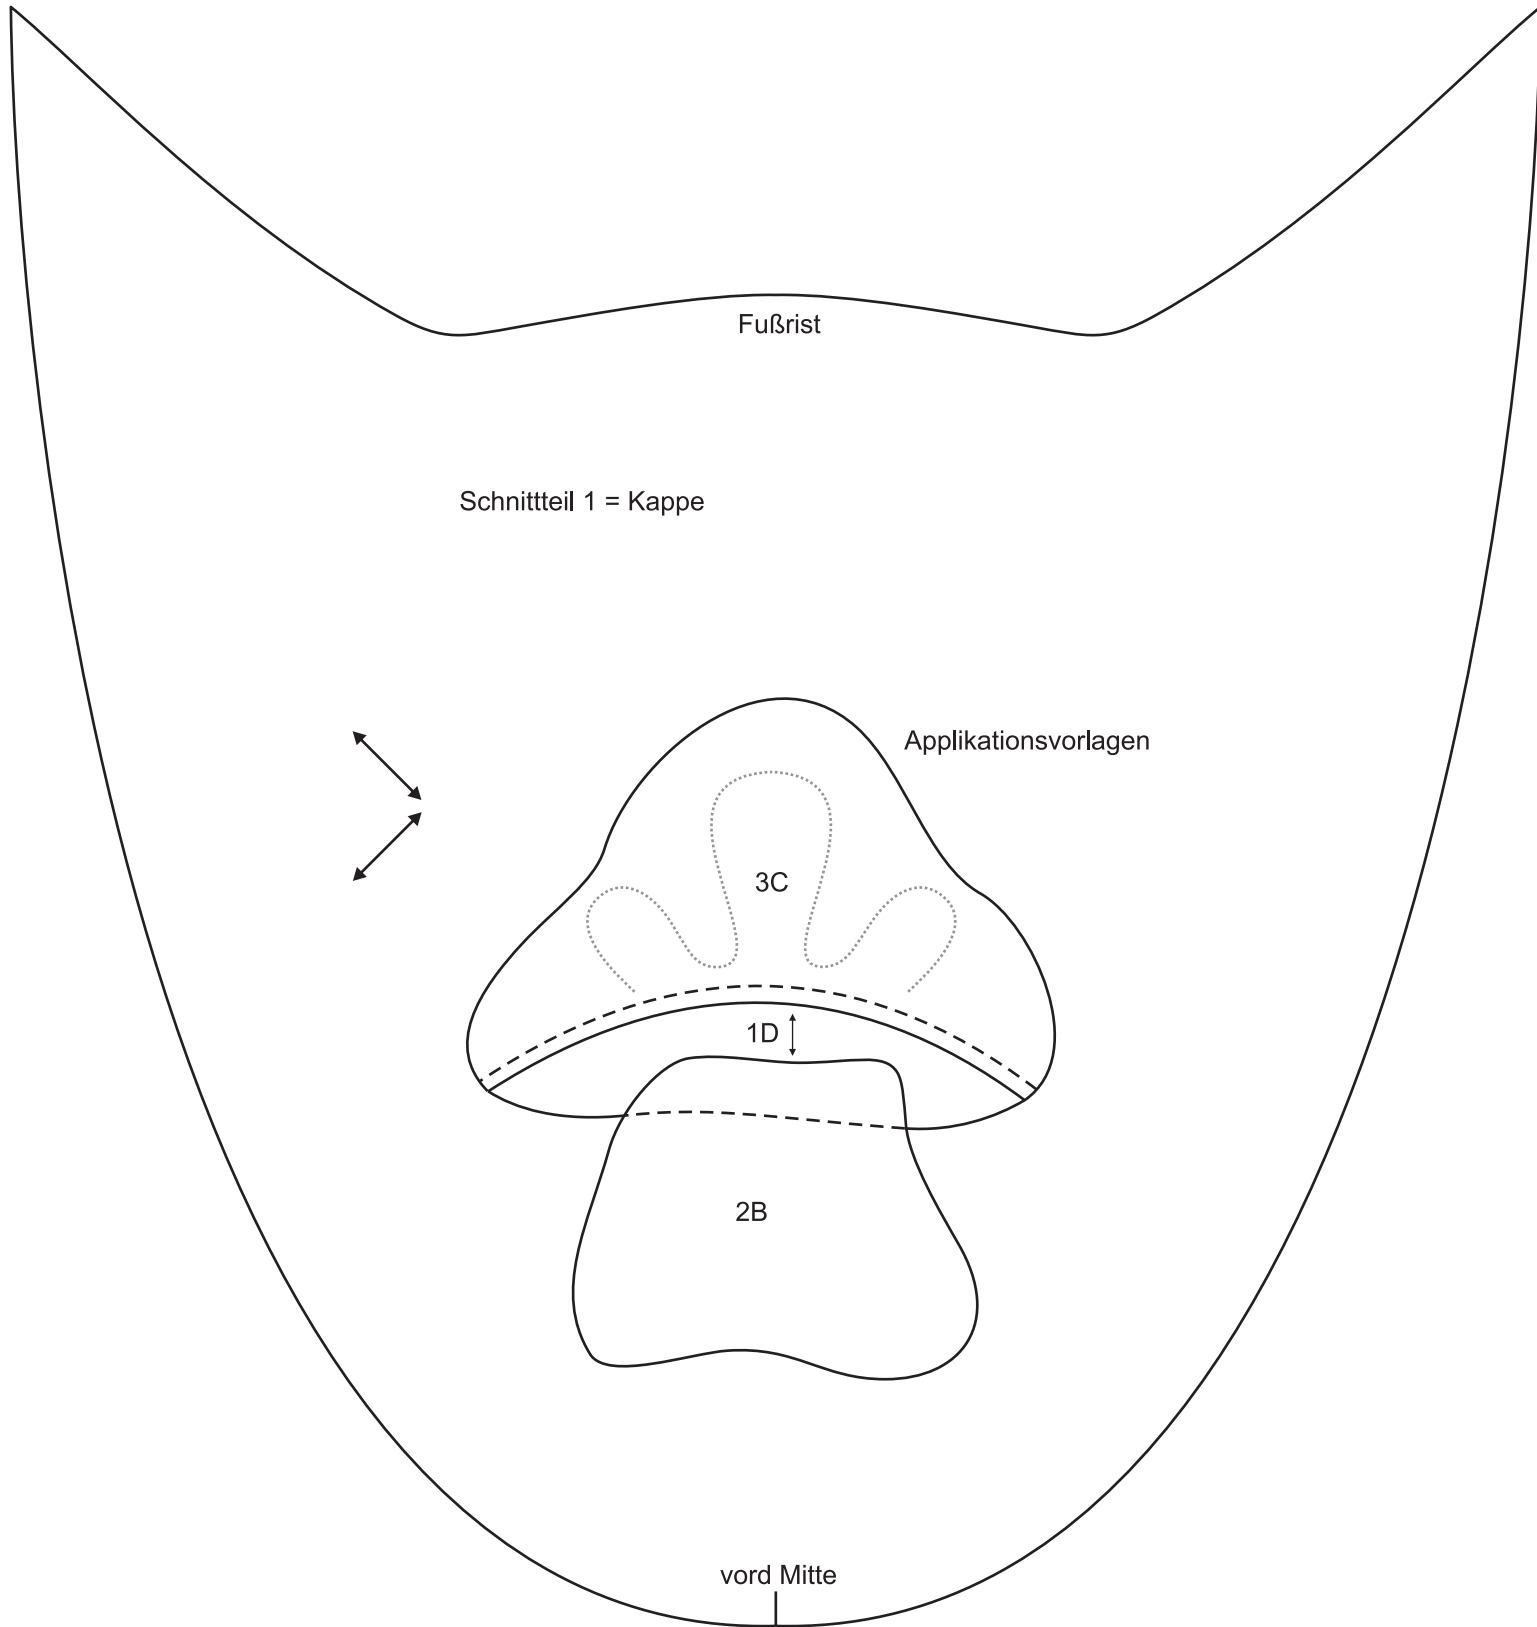 Fußrist
Schnittteil 1 = Kappe
Applikationsvorlagen
3C
1D
2B
vord Mitte